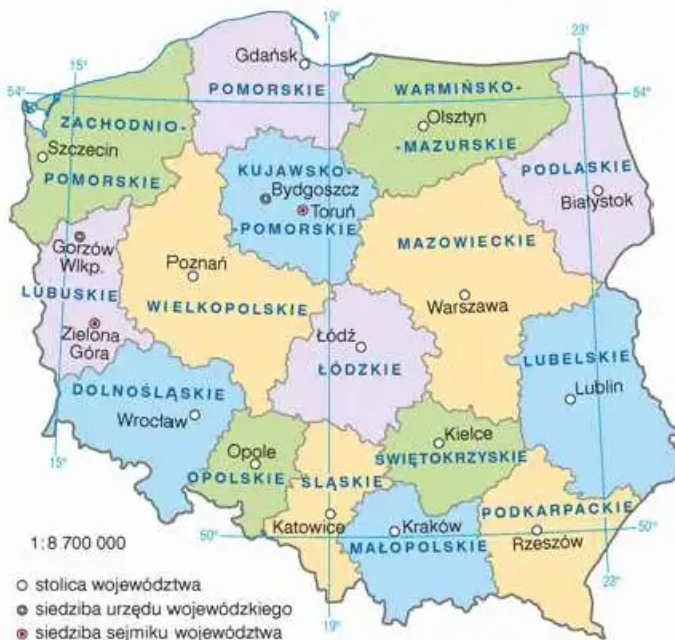 19°
23°
Gdańsk
15°
POMORSKIE
WARMIŃSKO-
54°
54°
Olsztyn
ZACHODNIO-
-MAZURSKIE
Szczecin
KUJAWSKO-
PODLASKIE
POMORSKIE
Bydgoszcz
Białystok
Toruń
-POMORSKIE
Gorzów
Wlkp.
MAZOWIECKIE
Poznań
LUBUSKIE
WIELKOPOLSKIE
Warszawa
Zielona
Góra
Łódź
LUBELSKIE
ŁÓDZKIE
DOLNOŚLĄSKIE
Lublin
Wrocław
Kielce
Opole
ŚWIĘTOKRZYSKIE
15°
OPOLSKIE
ŚLĄSKIE
PODKARPACKIE
Katowice
Kraków
50°
50°
Rzeszów
1:8 700 000
MAŁOPOLSKIE
23°
stolica województwa
siedziba urzędu wojewódzkiego
19°
siedziba sejmiku województwa